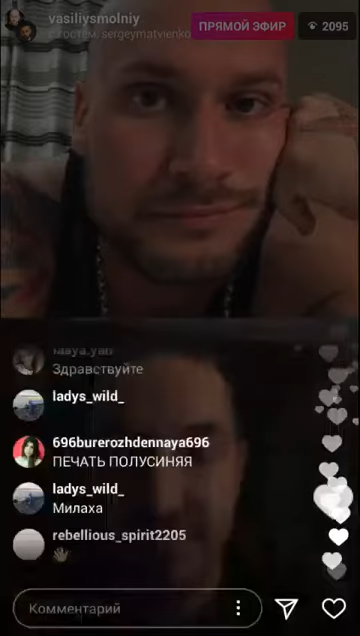 vasiliysmolniy
с гостем: sergeymatvienko
ПРЯМОЙ ЭФИР
2095
Здравствуйте
ladys_wild_
696burerozhdennaya696
ПЕЧАТЬ ПОЛУСИНЯЯ
ladys_wild_
Милаха
rebellious_spirit2205
👋
Комментарий